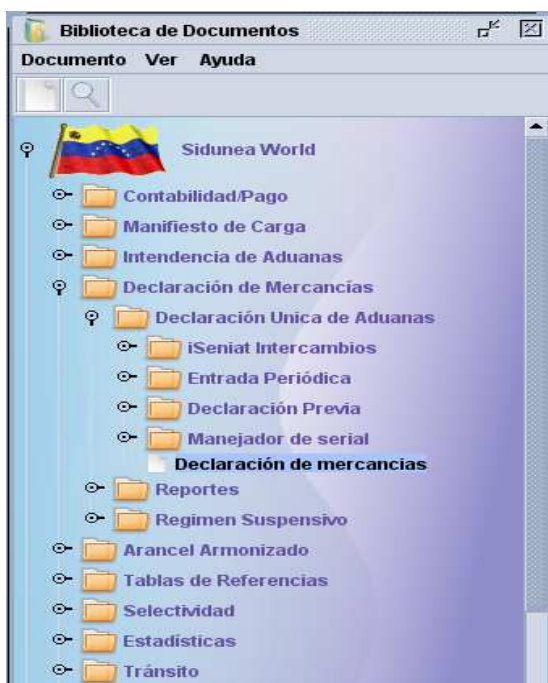 Biblioteca de Documentos
Documento Ver Ayuda
Sidunea World
Contabilidad/Pago
Manifiesto de Carga
Intendencia de Aduanas
Declaración de Mercancías
Declaración Unica de Aduanas
iSeniat Intercambios
Entrada Periódica
Declaración Previa
Manejador de serial
Declaración de mercancias
Reportes
Regimen Suspensivo
Arancel Armonizado
Tablas de Referencias
Selectividad
Estadísticas
Tránsito